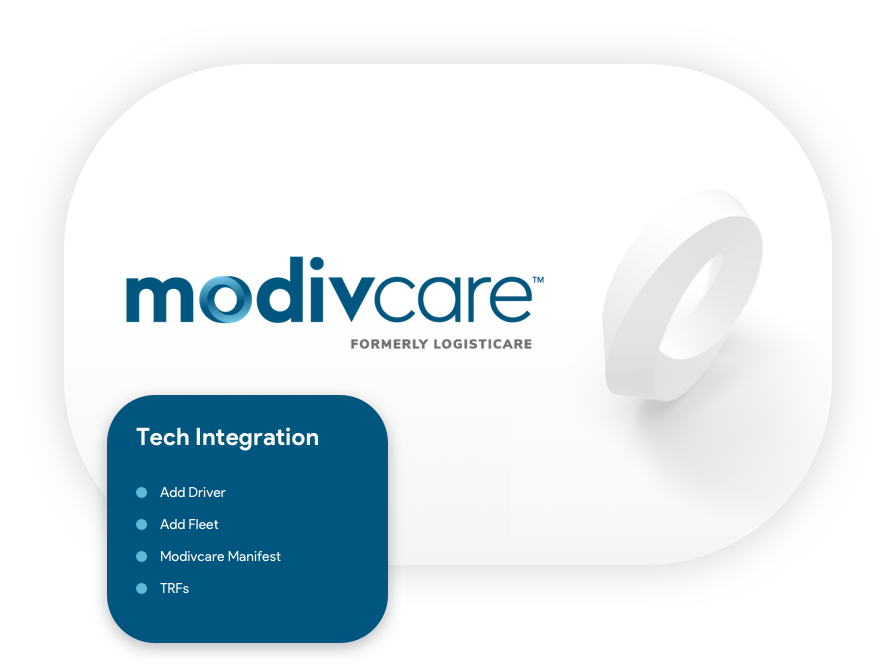 modivcare™
FORMERLY LOGISTICARE
Tech Integration
Add Driver
Add Fleet
Modivcare Manifest
TRFs